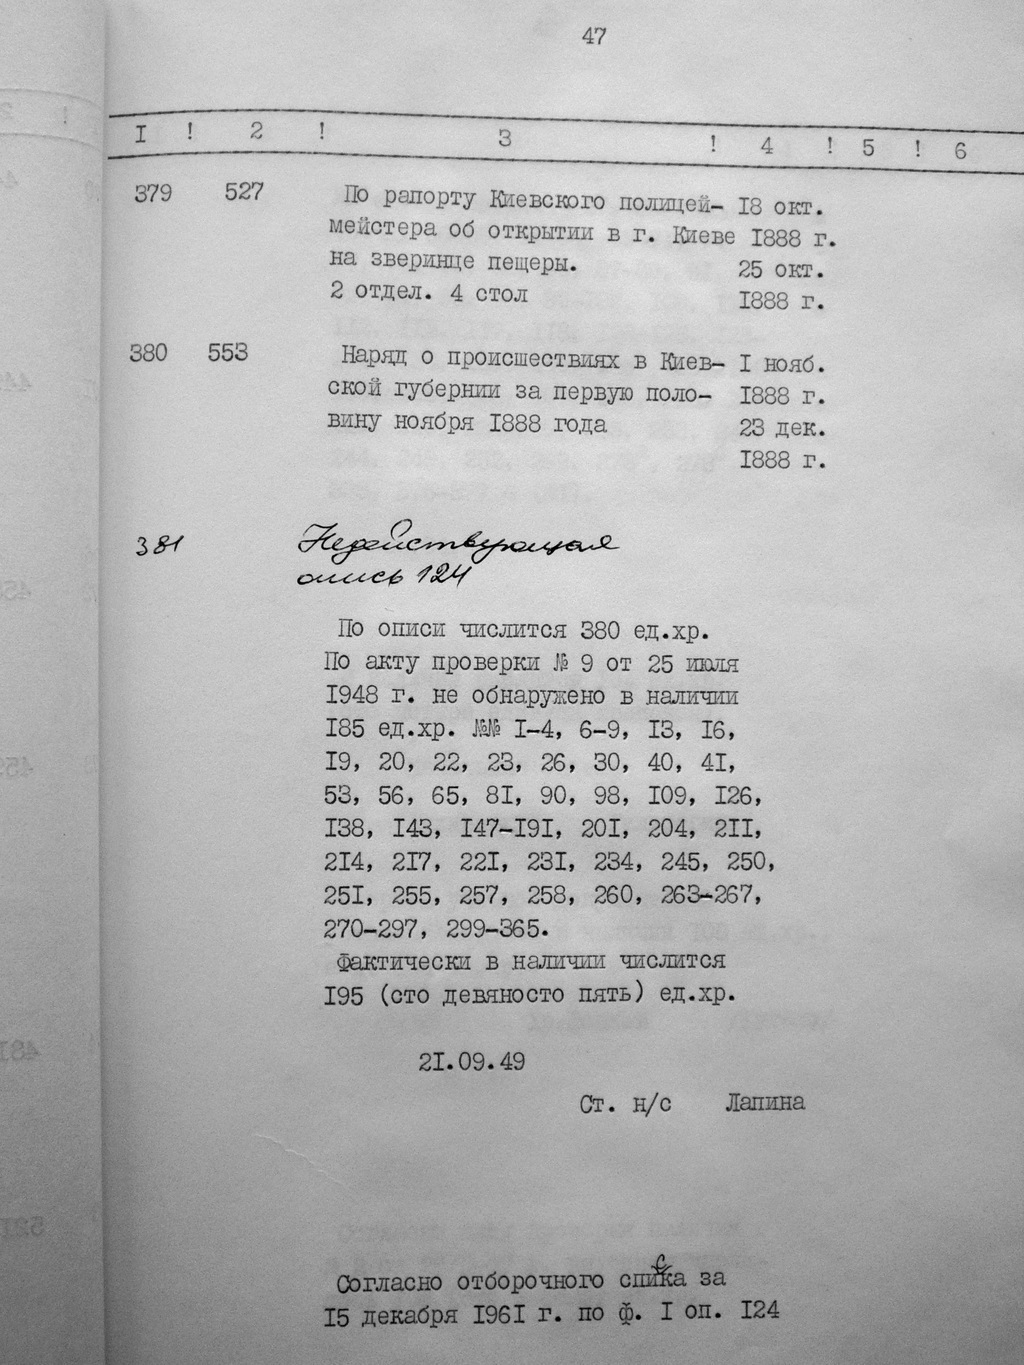 47
I ! 2 ! 3 ! 4 ! 5 ! 6
379 527 По рапорту Киевского полицей- I8 окт.
мейстера об открытии в г. Киеве I888 г.
на зверинце пещеры. 25 окт.
2 отдел. 4 стол I888 г.
380 553 Наряд о происшествиях в Киев- I нояб.
ской губернии за первую поло- I888 г.
вину ноября I888 года 23 дек.
I888 г.
381 Недействующая
опись 124
По описи числится 380 ед.хр.
По акту проверки № 9 от 25 июля
I948 г. не обнаружено в наличии
I85 ед.хр. №№ I-4, 6-9, I3, I6,
I9, 20, 22, 23, 26, 30, 40, 4I,
53, 56, 65, 8I, 90, 98, I09, I26,
I38, I43, I47-I9I, 20I, 204, 2II,
2I4, 2I7, 22I, 23I, 234, 245, 250,
25I, 255, 257, 258, 260, 263-267,
270-297, 299-365.
Фактически в наличии числится
I95 (сто девяносто пять) ед.хр.
2I.09.49
Ст. н/с Лапина
Согласно отборочного списка за
I5 декабря I96I г. по ф. I оп. I24